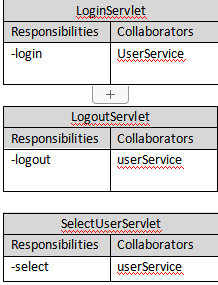 LoginServlet
Responsibilities Collaborators
-login UserService
+
LogoutServlet
Responsibilities Collaborators
-logout userService
SelectUserServlet
Responsibilities Collaborators
-select userService